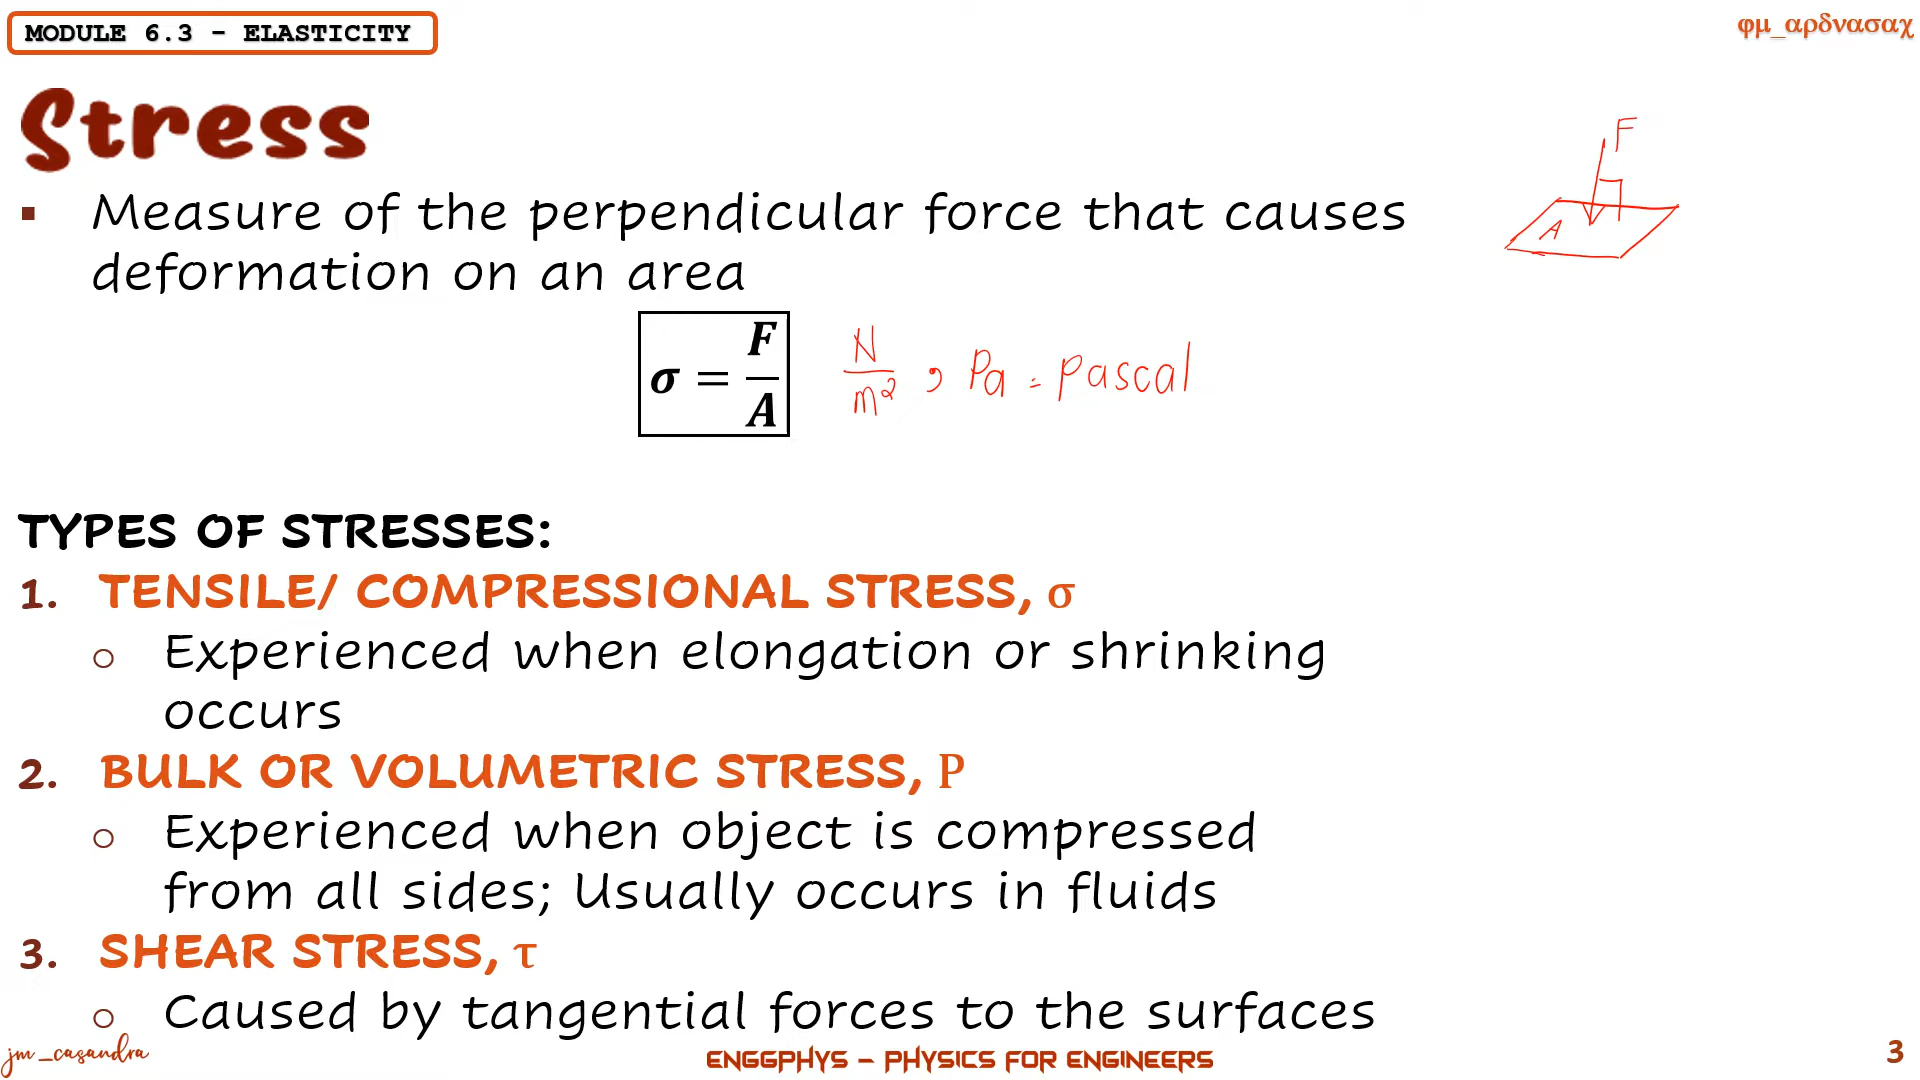 MODULE 6.3 - ELASTICITY
φμ_αρδνασαχ
Stress
▪ Measure of the perpendicular force that causes
deformation on an area
F
A
σ = F/A
N/m² , Pa = Pascal
TYPES OF STRESSES:
1. TENSILE/ COMPRESSIONAL STRESS, σ
o Experienced when elongation or shrinking
occurs
2. BULK OR VOLUMETRIC STRESS, P
o Experienced when object is compressed
from all sides; Usually occurs in fluids
3. SHEAR STRESS, τ
o Caused by tangential forces to the surfaces
jm_casandra
ENGGPHYS – PHYSICS FOR ENGINEERS
3